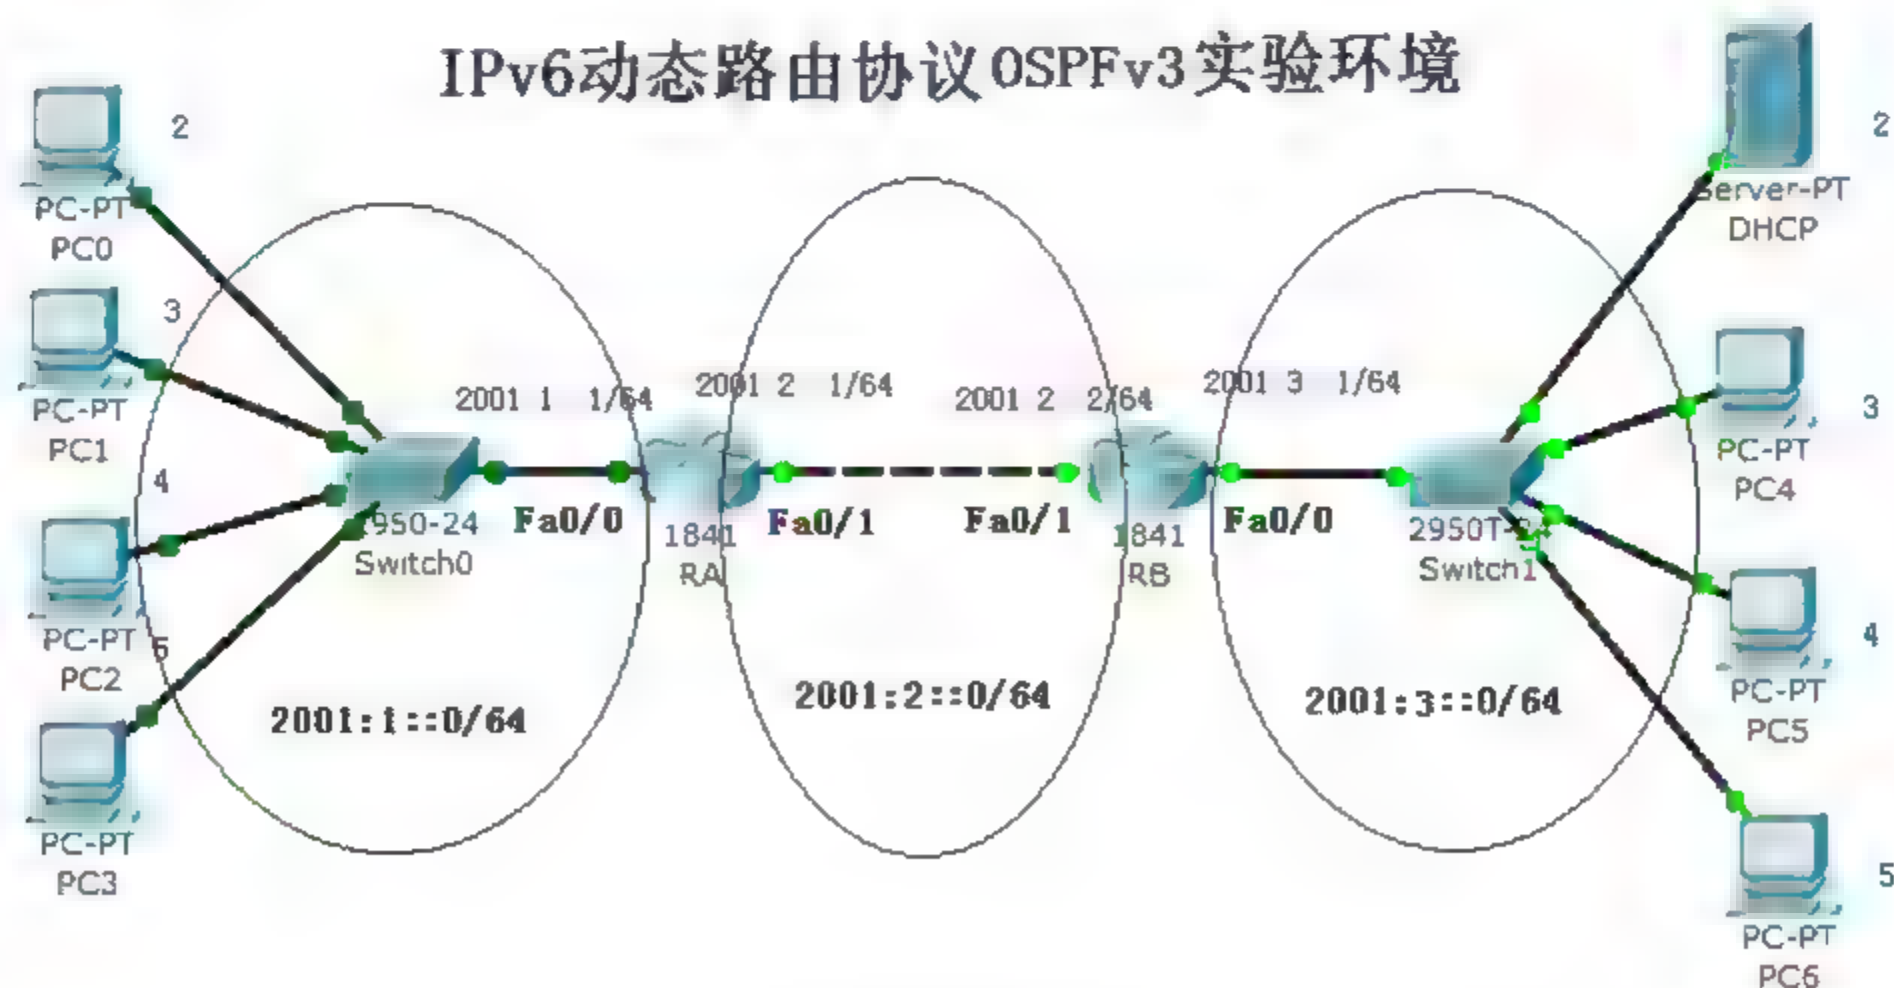 IPv6动态路由协议OSPFv3实验环境
2
PC-PT
PC0
3
PC-PT
PC1
4
PC-PT
PC2
5
PC-PT
PC3
2001 1 1/64
2001 2 1/64
2001 2 2/64
2001 3 1/64
2950-24
Switch0
Fa0/0
1841
RA
Fa0/1
Fa0/1
1841
RB
Fa0/0
2950T-24
Switch1
2001:1::0/64
2001:2::0/64
2001:3::0/64
2
Server-PT
DHCP
3
PC-PT
PC4
4
PC-PT
PC5
5
PC-PT
PC6